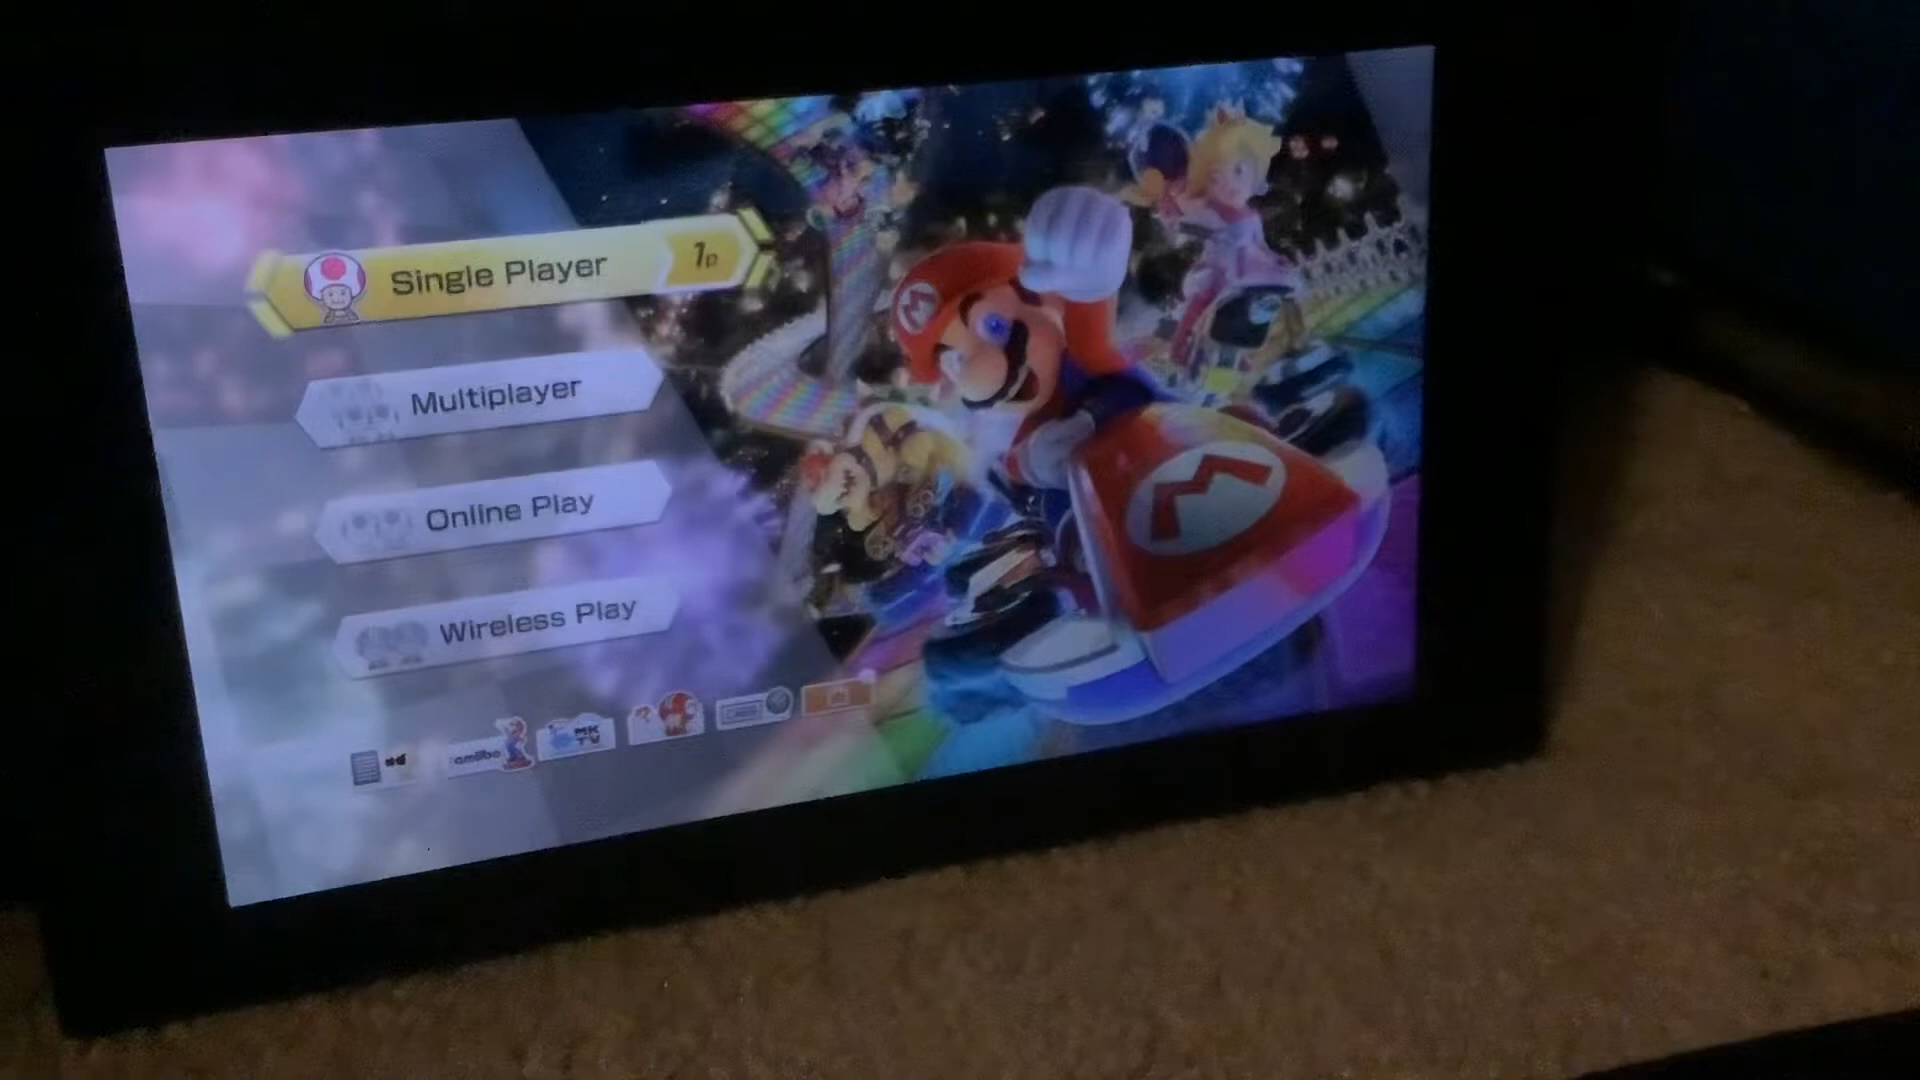 Single Player
1p
Multiplayer
Online Play
Wireless Play
amiibo
MK
TV
M
M